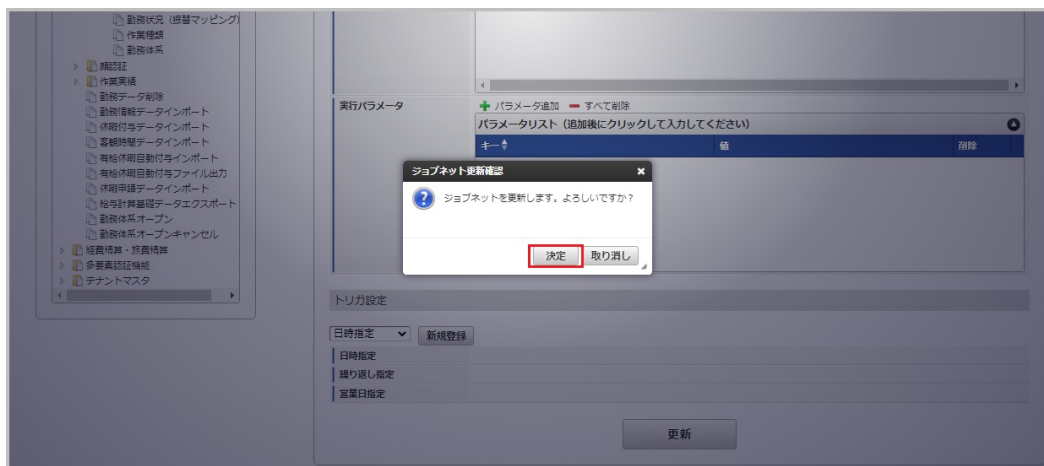 勤務状況（振替マッピング）
作業種類
勤務体系
顔認証
作業実績
勤務データ削除
勤務情報データインポート
休暇付与データインポート
客観時間データインポート
有給休暇自動付与インポート
有給休暇自動付与ファイル出力
休暇申請データインポート
給与計算基礎データエクスポート
勤務体系オープン
勤務体系オープンキャンセル
経費精算・旅費精算
多要素認証機能
テナントマスタ
実行パラメータ
パラメータ追加 すべて削除
パラメータリスト（追加後にクリックして入力してください）
キー 値 削除
ジョブネット更新確認
ジョブネットを更新します。よろしいですか？
決定 取り消し
トリガ設定
日時指定 新規登録
日時指定
繰り返し指定
営業日指定
更新